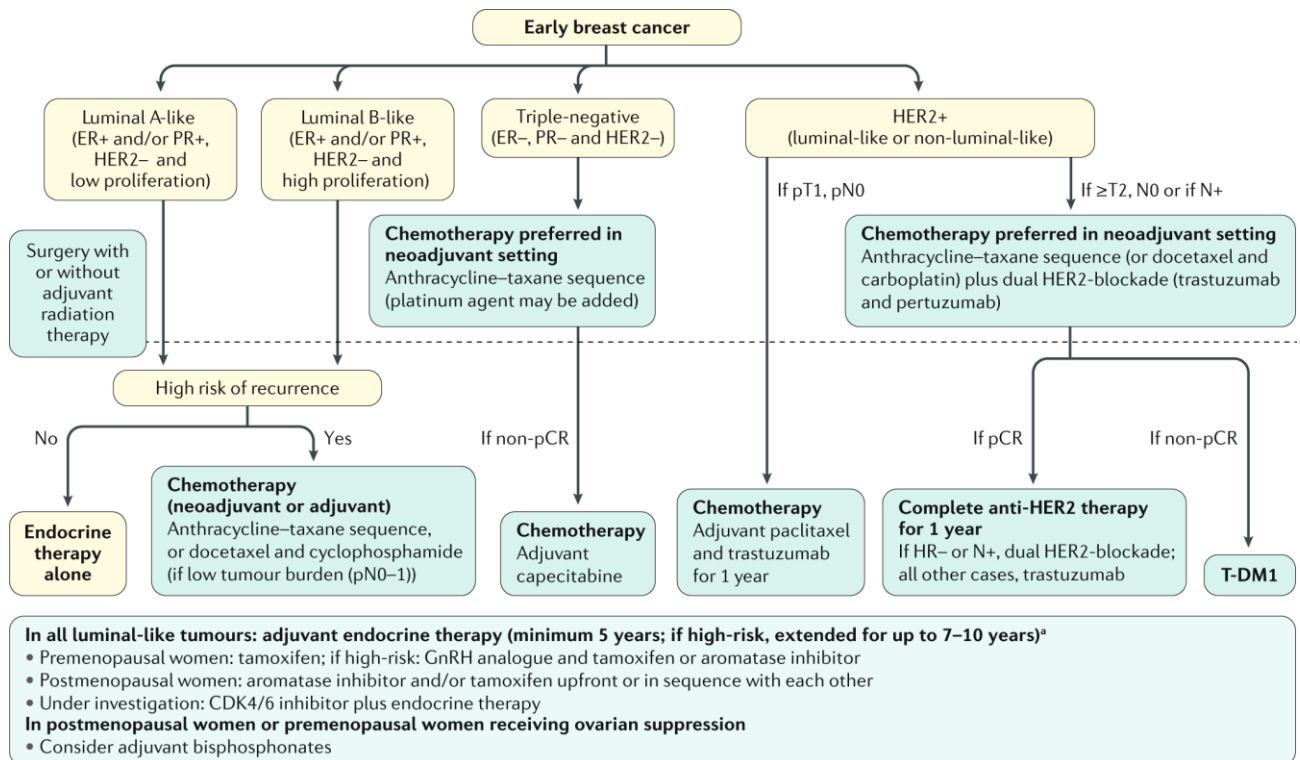 Early breast cancer
Luminal A-like
(ER+ and/or PR+,
HER2– and
low proliferation)
Luminal B-like
(ER+ and/or PR+,
HER2– and
high proliferation)
Triple-negative
(ER–, PR– and HER2–)
HER2+
(luminal-like or non-luminal-like)
If pT1, pN0
If ≥T2, N0 or if N+
Surgery with
or without
adjuvant
radiation
therapy
Chemotherapy preferred in
neoadjuvant setting
Anthracycline–taxane sequence
(platinum agent may be added)
Chemotherapy preferred in neoadjuvant setting
Anthracycline–taxane sequence (or docetaxel and
carboplatin) plus dual HER2-blockade (trastuzumab
and pertuzumab)
High risk of recurrence
No
Yes
If non-pCR
If pCR
If non-pCR
Endocrine
therapy
alone
Chemotherapy
(neoadjuvant or adjuvant)
Anthracycline–taxane sequence,
or docetaxel and cyclophosphamide
(if low tumour burden (pN0–1))
Chemotherapy
Adjuvant
capecitabine
Chemotherapy
Adjuvant paclitaxel
and trastuzumab
for 1 year
Complete anti-HER2 therapy
for 1 year
If HR– or N+, dual HER2-blockade;
all other cases, trastuzumab
T-DM1
In all luminal-like tumours: adjuvant endocrine therapy (minimum 5 years; if high-risk, extended for up to 7–10 years)ᵃ
• Premenopausal women: tamoxifen; if high-risk: GnRH analogue and tamoxifen or aromatase inhibitor
• Postmenopausal women: aromatase inhibitor and/or tamoxifen upfront or in sequence with each other
• Under investigation: CDK4/6 inhibitor plus endocrine therapy
In postmenopausal women or premenopausal women receiving ovarian suppression
• Consider adjuvant bisphosphonates